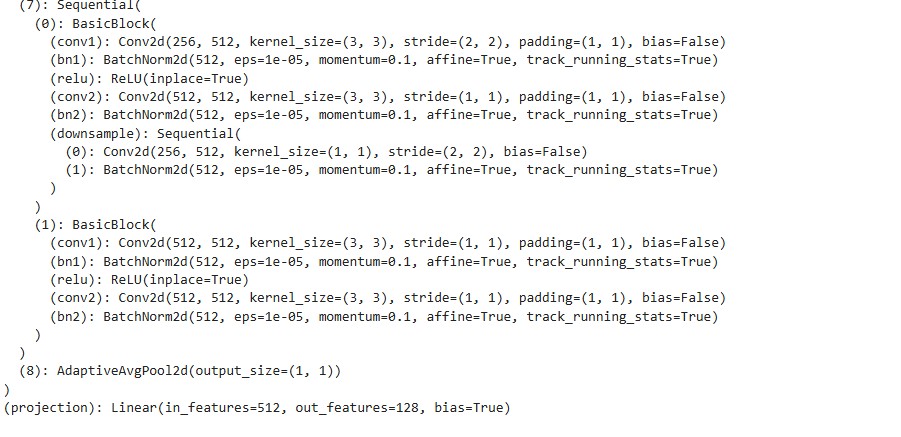 (7): Sequential(
(0): BasicBlock(
(conv1): Conv2d(256, 512, kernel_size=(3, 3), stride=(2, 2), padding=(1, 1), bias=False)
(bn1): BatchNorm2d(512, eps=1e-05, momentum=0.1, affine=True, track_running_stats=True)
(relu): ReLU(inplace=True)
(conv2): Conv2d(512, 512, kernel_size=(3, 3), stride=(1, 1), padding=(1, 1), bias=False)
(bn2): BatchNorm2d(512, eps=1e-05, momentum=0.1, affine=True, track_running_stats=True)
(downsample): Sequential(
(0): Conv2d(256, 512, kernel_size=(1, 1), stride=(2, 2), bias=False)
(1): BatchNorm2d(512, eps=1e-05, momentum=0.1, affine=True, track_running_stats=True)
)
)
(1): BasicBlock(
(conv1): Conv2d(512, 512, kernel_size=(3, 3), stride=(1, 1), padding=(1, 1), bias=False)
(bn1): BatchNorm2d(512, eps=1e-05, momentum=0.1, affine=True, track_running_stats=True)
(relu): ReLU(inplace=True)
(conv2): Conv2d(512, 512, kernel_size=(3, 3), stride=(1, 1), padding=(1, 1), bias=False)
(bn2): BatchNorm2d(512, eps=1e-05, momentum=0.1, affine=True, track_running_stats=True)
)
)
(8): AdaptiveAvgPool2d(output_size=(1, 1))
)
(projection): Linear(in_features=512, out_features=128, bias=True)